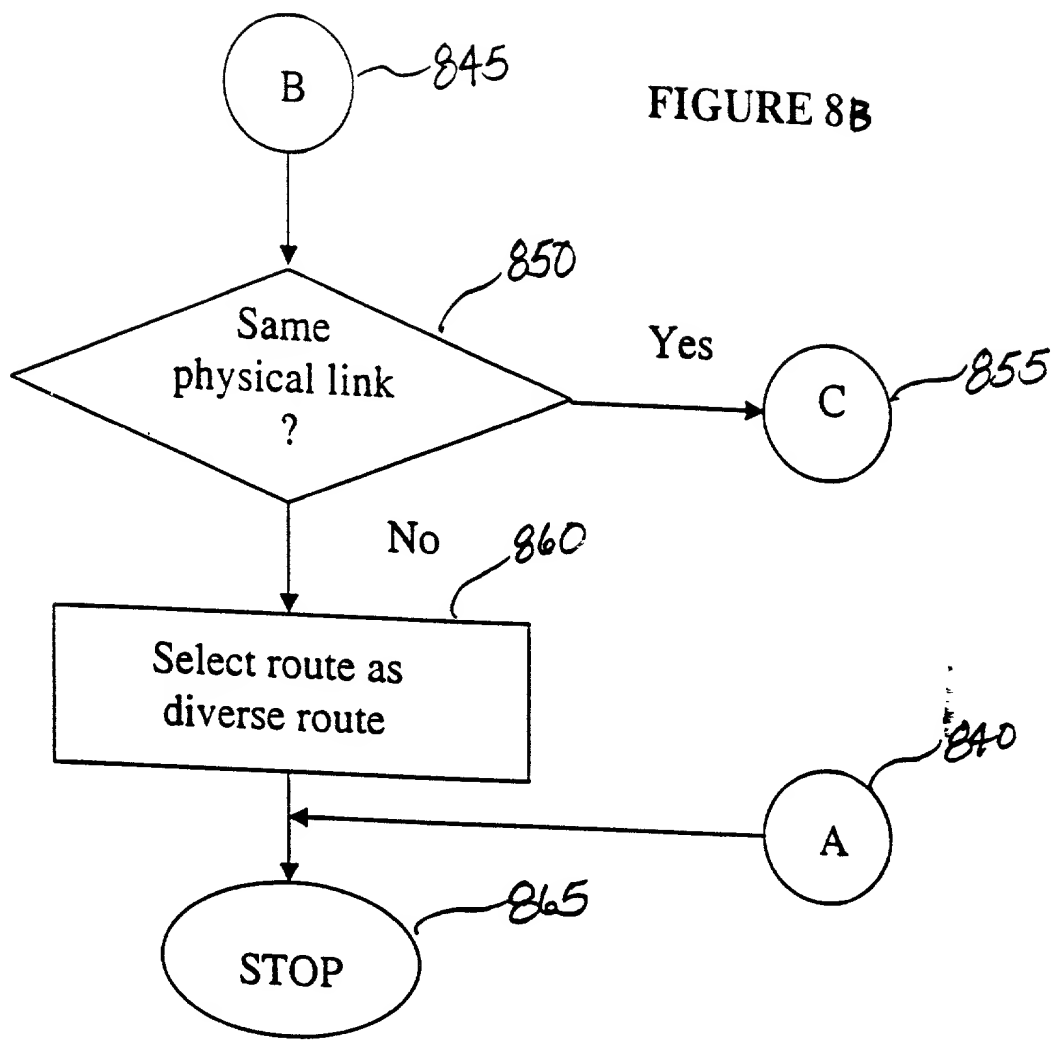 B
845
FIGURE 8B
850
Same
physical link
?
Yes
C
855
No
860
Select route as
diverse route
840
A
865
STOP